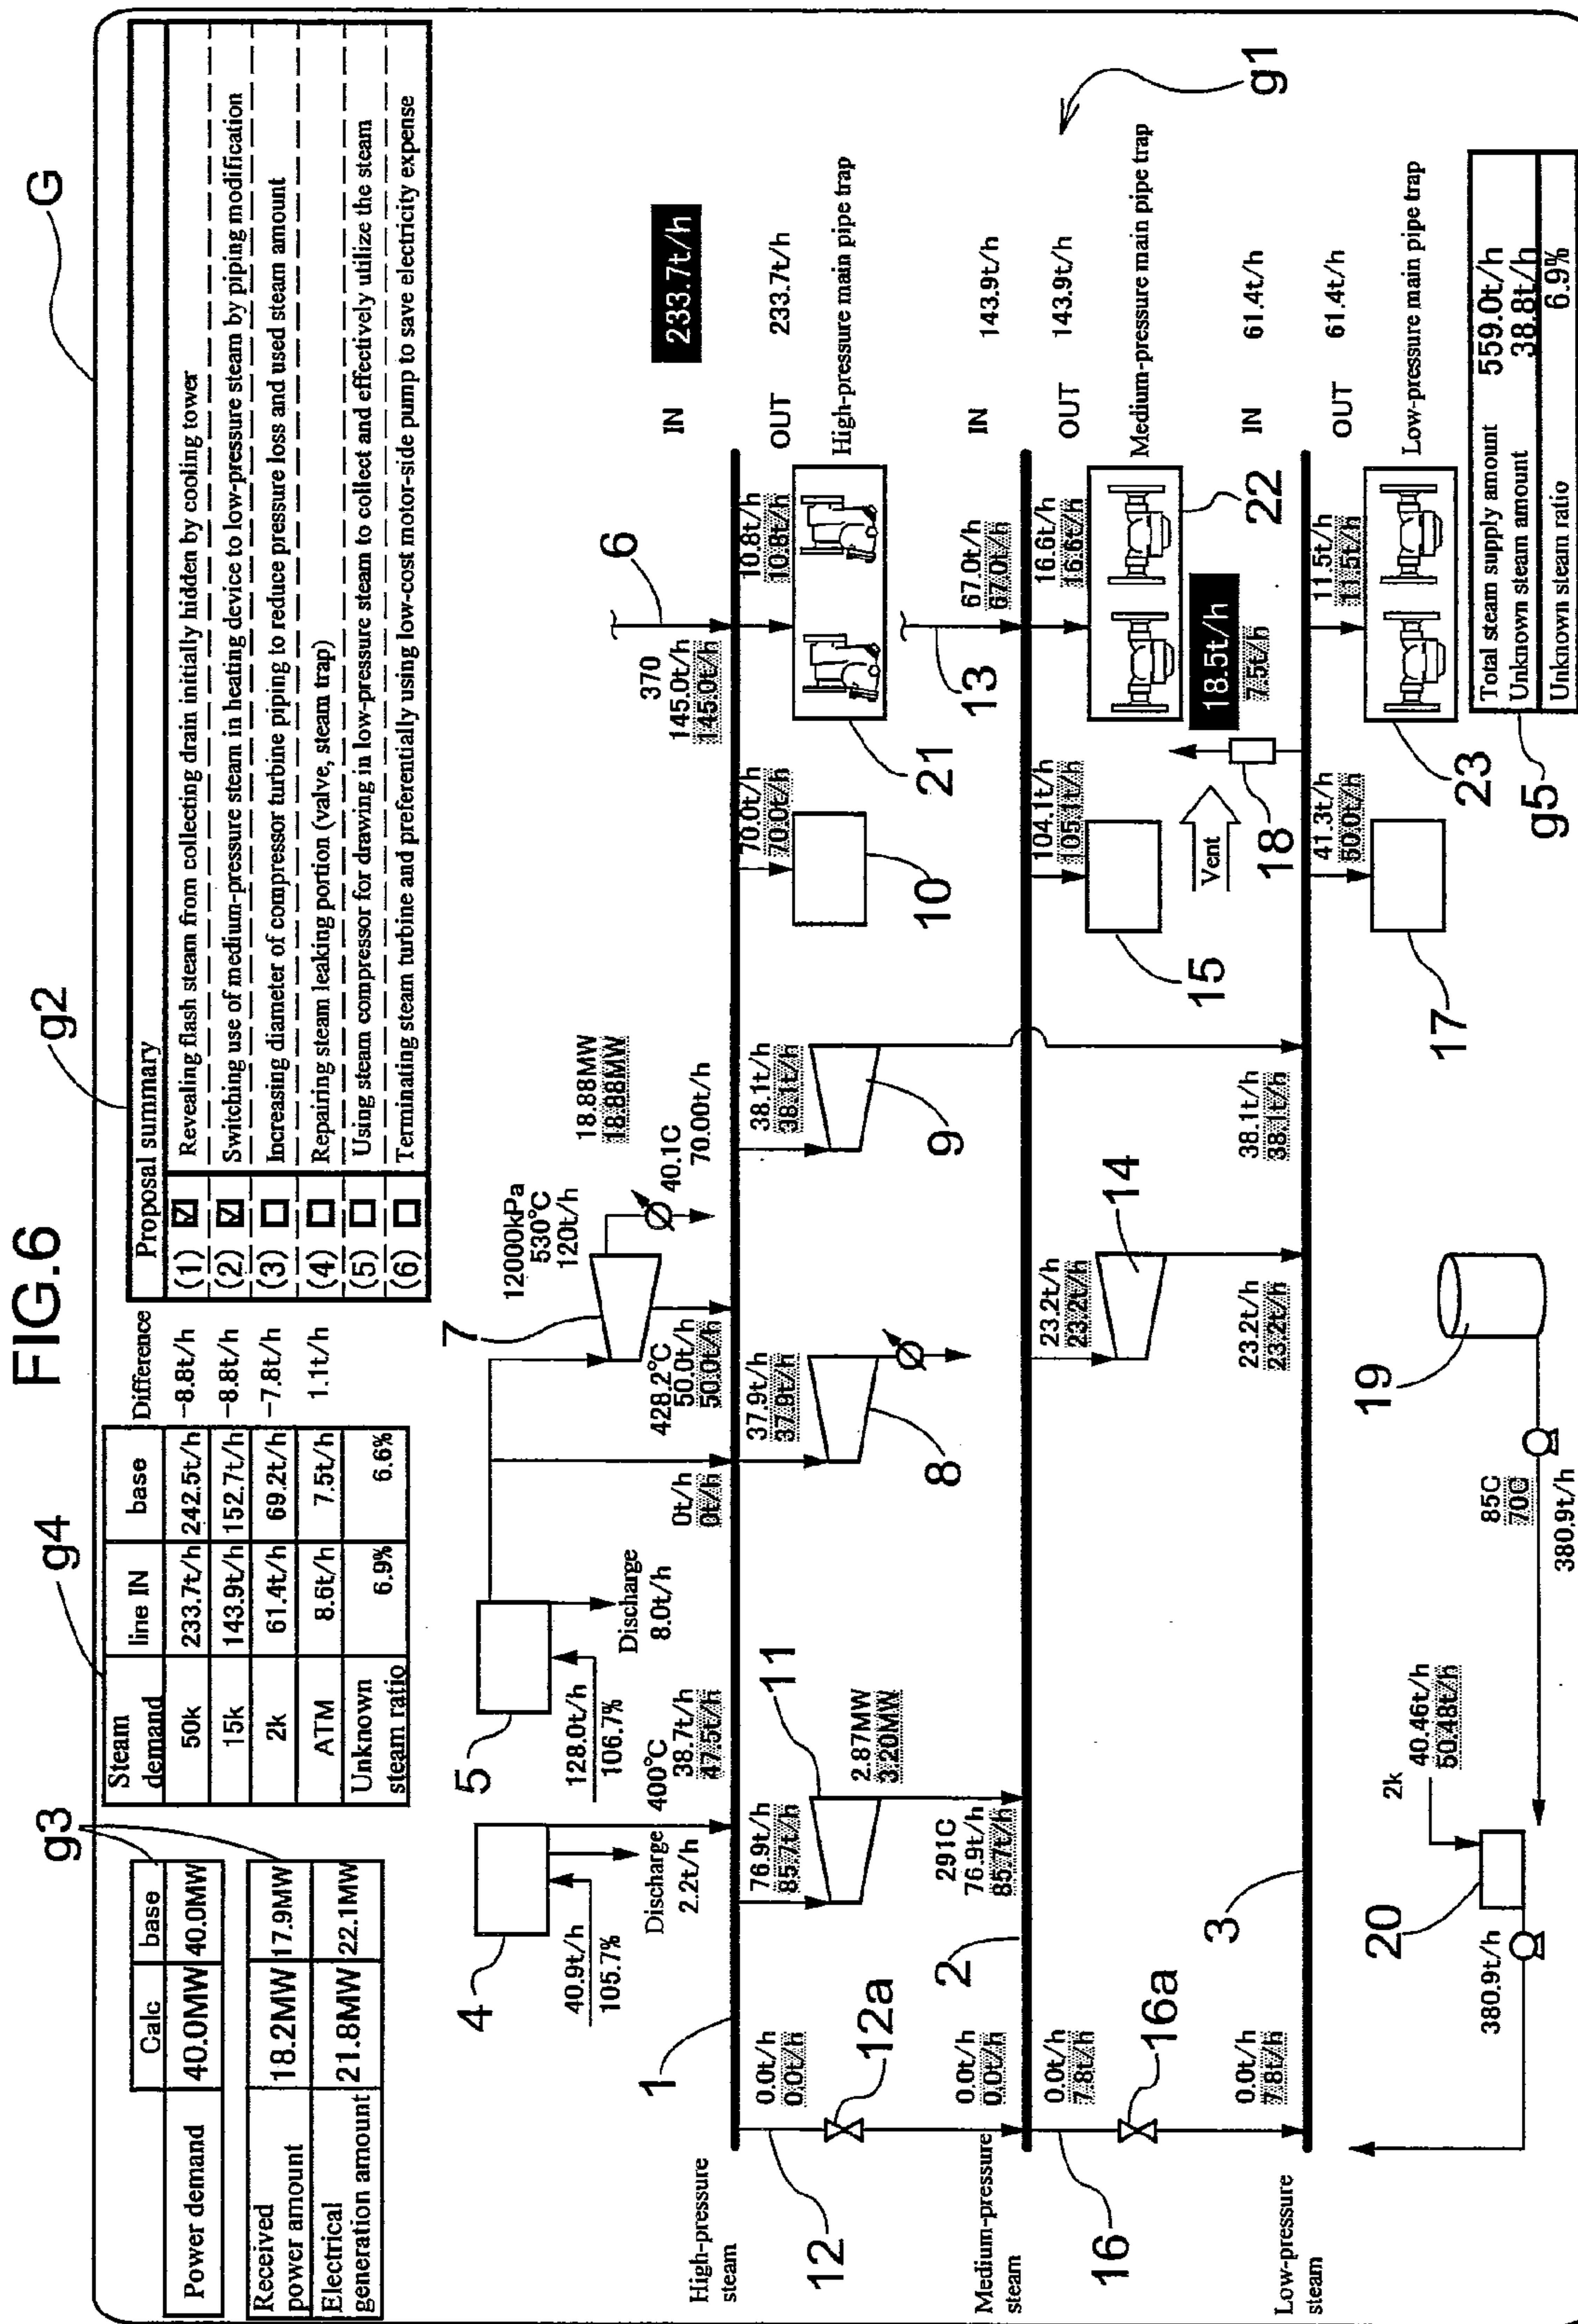 FIG.6
G
g3
g4
g2
Calc base
Power demand 40.0MW 40.0MW
Received power amount 18.2MW 17.9MW
Electrical generation amount 21.8MW 22.1MW
Steam demand line IN base Difference
50k 233.7t/h 242.5t/h −8.8t/h
15k 143.9t/h 152.7t/h −8.8t/h
2k 61.4t/h 69.2t/h −7.8t/h
ATM 8.6t/h 7.5t/h 1.1t/h
Unknown steam ratio 6.9% 6.6%
Proposal summary
(1) Revealing flash steam from collecting drain initially hidden by cooling tower
(2) Switching use of medium-pressure steam in heating device to low-pressure steam by piping modification
(3) Increasing diameter of compressor turbine piping to reduce pressure loss and used steam amount
(4) Repairing steam leaking portion (valve, steam trap)
(5) Using steam compressor for drawing in low-pressure steam to collect and effectively utilize the steam
(6) Terminating steam turbine and preferentially using low-cost motor-side pump to save electricity expense
4
40.9t/h
105.7%
Discharge
2.2t/h
400°C
38.7t/h
47.5t/h
5
128.0t/h
106.7%
Discharge
8.0t/h
0t/h
0t/h
7
12000kPa
530°C
120t/h
428.2°C
50.0t/h
50.0t/h
18.88MW
18.88MW
40.1C
70.00t/h
6
370
145.0t/h
145.0t/h
IN
233.7t/h
High-pressure
steam
1
12
0.0t/h
0.0t/h
12a
76.9t/h
85.7t/h
11
2.87MW
3.20MW
37.9t/h
37.9t/h
8
38.1t/h
38.1t/h
9
70.0t/h
70.0t/h
10
10.8t/h
10.8t/h
21
OUT
233.7t/h
High-pressure main pipe trap
g1
0.0t/h
0.0t/h
2
291C
76.9t/h
85.7t/h
13
67.0t/h
67.0t/h
IN
143.9t/h
Medium-pressure
steam
16
0.0t/h
7.8t/h
16a
23.2t/h
23.2t/h
14
104.1t/h
105.1t/h
15
16.6t/h
16.6t/h
22
OUT
143.9t/h
Medium-pressure main pipe trap
0.0t/h
7.8t/h
3
23.2t/h
23.2t/h
38.1t/h
38.1t/h
Vent
18
18.5t/h
7.5t/h
IN
61.4t/h
Low-pressure
steam
41.3t/h
50.0t/h
17
11.5t/h
11.5t/h
23
OUT
61.4t/h
Low-pressure main pipe trap
380.9t/h
20
2k
40.46t/h
50.48t/h
19
85C
70C
380.9t/h
g5
Total steam supply amount 559.0t/h
Unknown steam amount 38.8t/h
Unknown steam ratio 6.9%